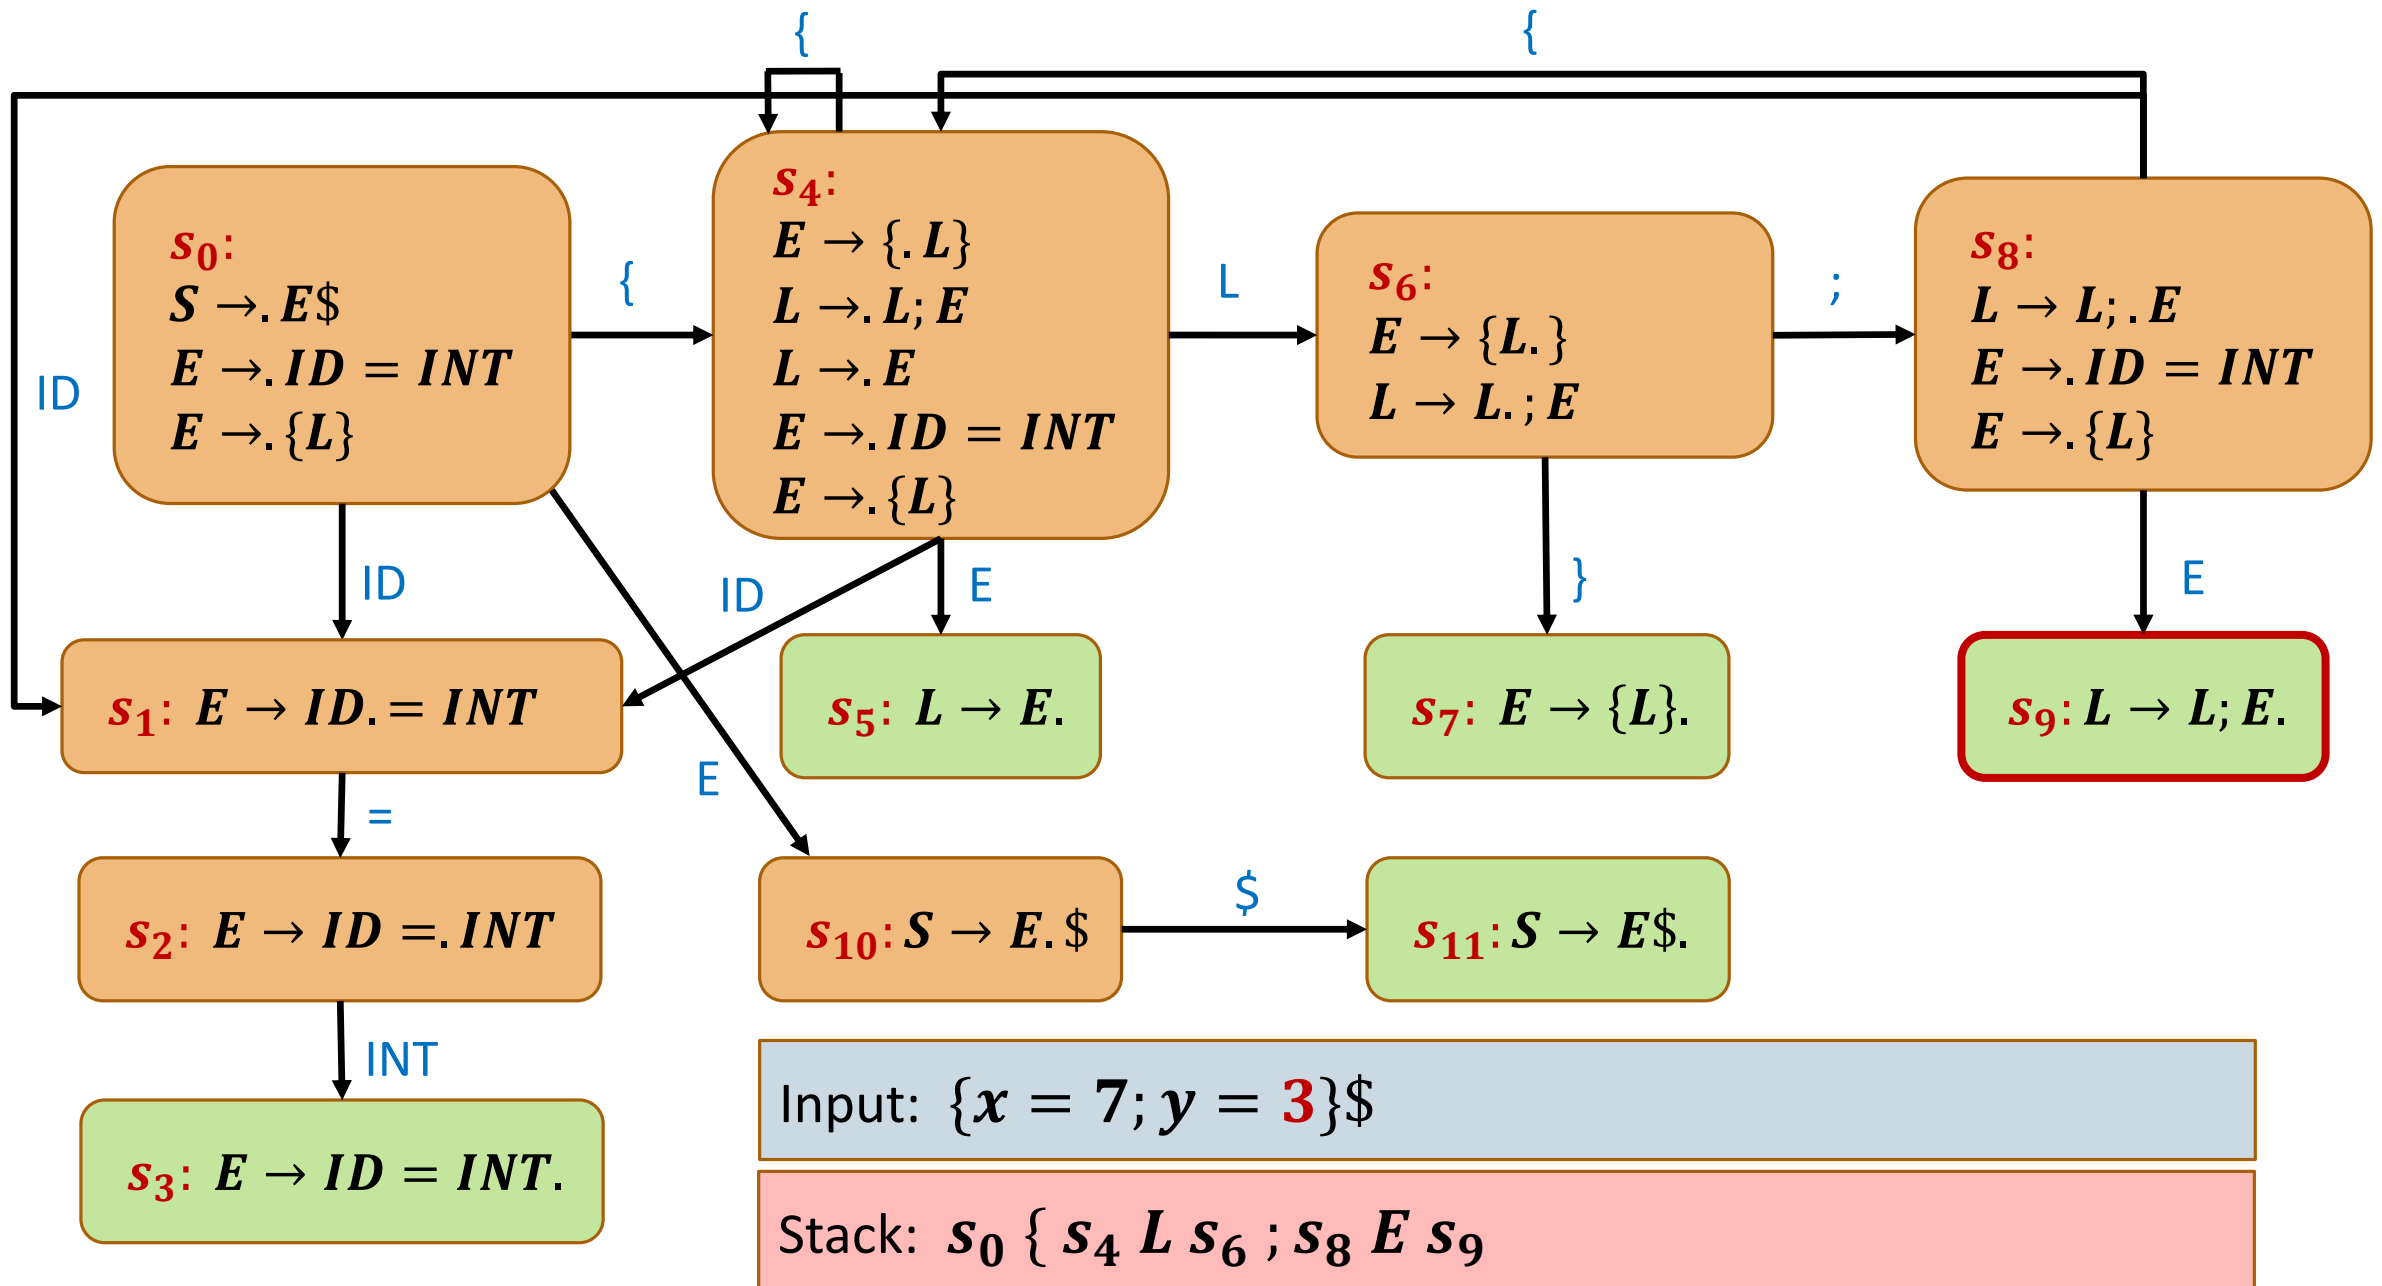 {
{
s₀:
S →. E$
E →. ID = INT
E →. {L}
{
s₄:
E → {. L}
L →. L; E
L →. E
E →. ID = INT
E →. {L}
L
s₆:
E → {L. }
L → L. ; E
;
s₈:
L → L; . E
E →. ID = INT
E →. {L}
ID
ID
ID
E
}
E
s₁: E → ID. = INT
s₅: L → E.
s₇: E → {L}.
s₉: L → L; E.
=
E
s₂: E → ID =. INT
s₁₀: S → E. $
$
s₁₁: S → E$.
INT
s₃: E → ID = INT.
Input: {x = 7; y = 3}$
Stack: s₀ { s₄ L s₆ ; s₈ E s₉